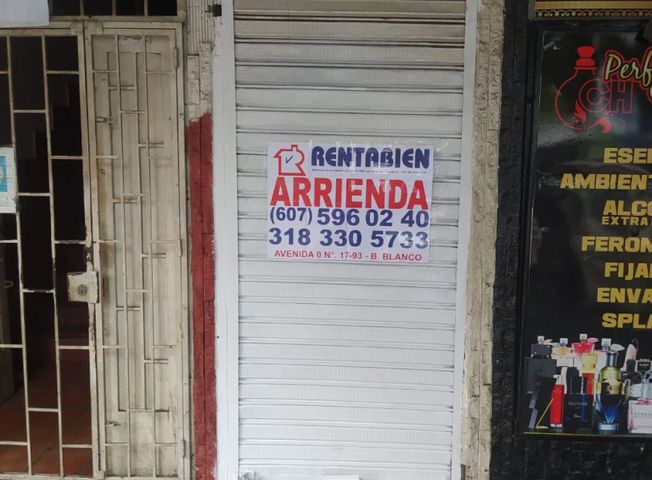 RENTABIEN
ARRIENDA
(607) 596 02 40
318 330 5733
AVENIDA 0 N°. 17-93 - B. BLANCO
Perf
CH
ESE
AMBIENT
ALCO
EXTRA
FERON
FIJA
ENVA
SPLA